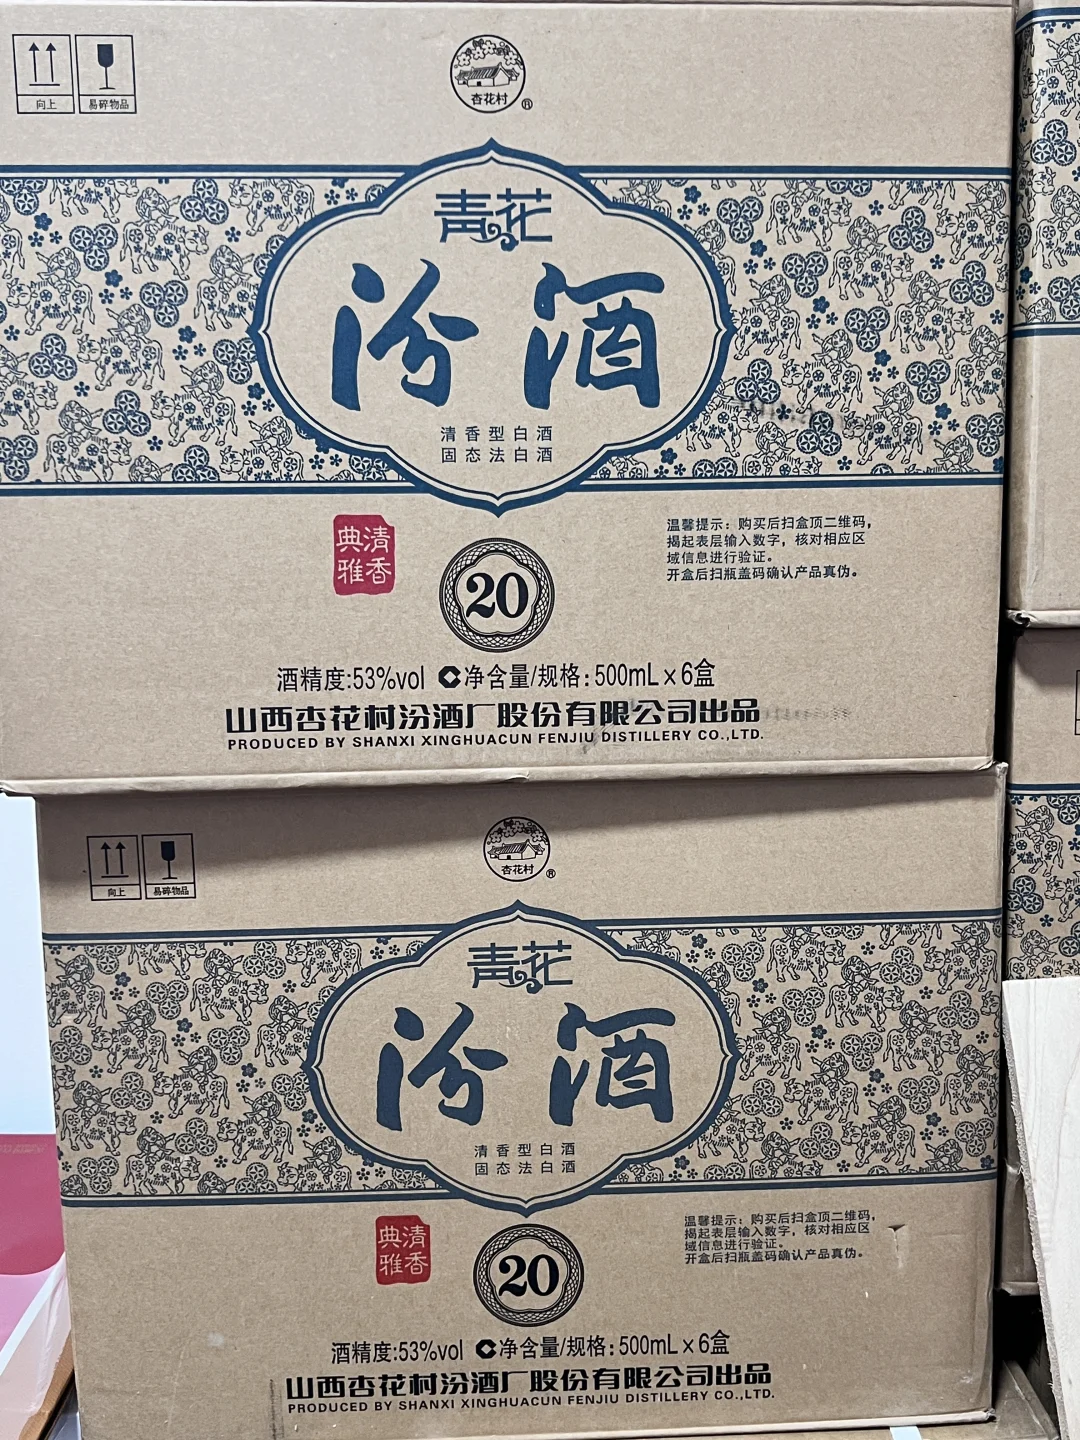 向上
易碎物品
杏花村
®
青花
汾酒
清香型白酒
固态法白酒
清香
典雅
20
温馨提示：购买后扫盒顶二维码，
揭起表层输入数字，核对相应区
域信息进行验证。
开盒后扫瓶盖码确认产品真伪。
酒精度:53%vol 净含量/规格:500mL×6盒
山西杏花村汾酒厂股份有限公司出品
PRODUCED BY SHANXI XINGHUACUN FENJIU DISTILLERY CO.,LTD.
向上
易碎物品
杏花村
®
青花
汾酒
清香型白酒
固态法白酒
清香
典雅
20
温馨提示：购买后扫盒顶二维码，
揭起表层输入数字，核对相应区
域信息进行验证。
开盒后扫瓶盖码确认产品真伪。
酒精度:53%vol 净含量/规格:500mL×6盒
山西杏花村汾酒厂股份有限公司出品
PRODUCED BY SHANXI XINGHUACUN FENJIU DISTILLERY CO.,LTD.